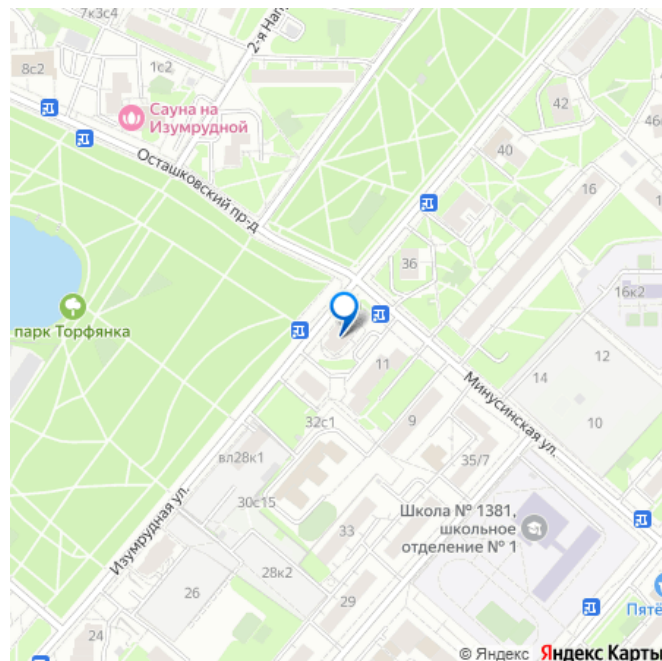 7к3с4
2-я Нап
8с2
1с2
Сауна на
Изумрудной
42
46
40
Осташковский пр-д
16
36
16к2
парк Торфянка
11
12
14
Минусинская ул.
10
32с1
9
вл28к1
35/7
30с15
Школа № 1381,
школьное
отделение № 1
33
Изумрудная ул.
28к2
26
29
Пятё
24
© Яндекс Яндекс Карты